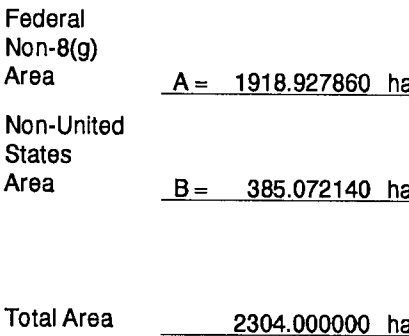 Federal
Non-8(g)
Area A = 1918.927860 ha
Non-United
States
Area B = 385.072140 ha
Total Area 2304.000000 ha